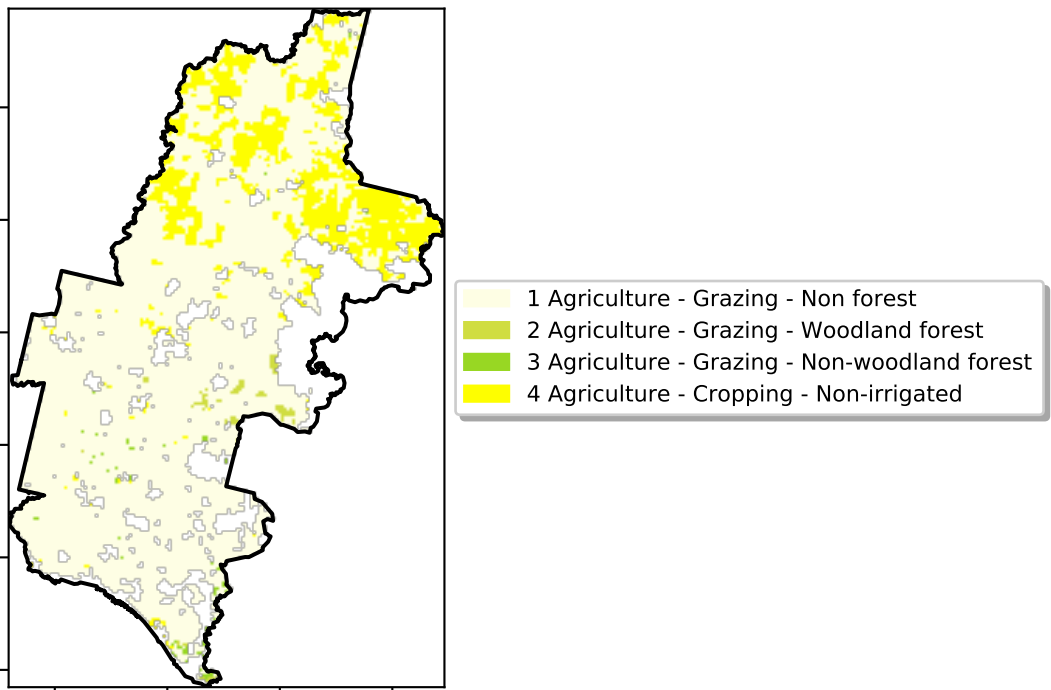 1 Agriculture - Grazing - Non forest
2 Agriculture - Grazing - Woodland forest
3 Agriculture - Grazing - Non-woodland forest
4 Agriculture - Cropping - Non-irrigated